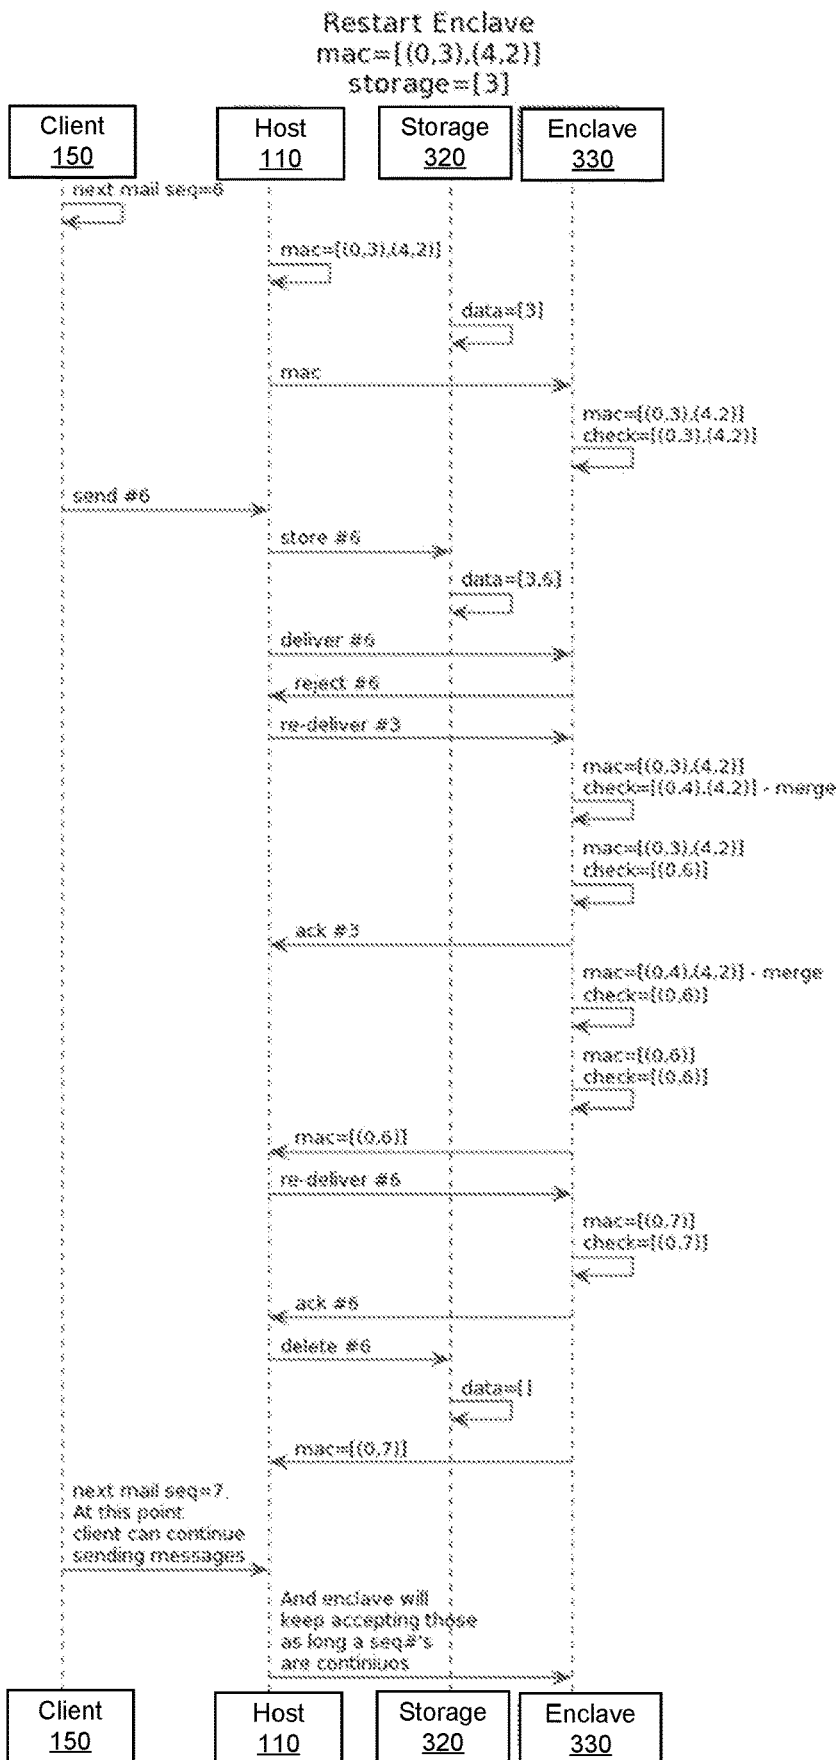 Restart Enclave
mac=[(0,3),(4,2)]
storage=[3]
Client
150
Host
110
Storage
320
Enclave
330
next mail seq=6
mac=[(0,3),(4,2)]
data=[3]
mac
mac=[(0,3),(4,2)]
check=[(0,3),(4,2)]
send #6
store #6
data=[3,6]
deliver #6
reject #6
re-deliver #3
mac=[(0,3),(4,2)]
check=[(0,4),(4,2)] - merge
mac=[(0,3),(4,2)]
check=[(0,6)]
ack #3
mac=[(0,4),(4,2)] - merge
check=[(0,6)]
mac=[(0,6)]
check=[(0,6)]
mac=[(0,6)]
re-deliver #6
mac=[(0,7)]
check=[(0,7)]
ack #6
delete #6
data=[]
mac=[(0,7)]
next mail seq=7.
At this point
client can continue
sending messages
And enclave will
keep accepting those
as long a seq#'s
are continiuos
Client
150
Host
110
Storage
320
Enclave
330